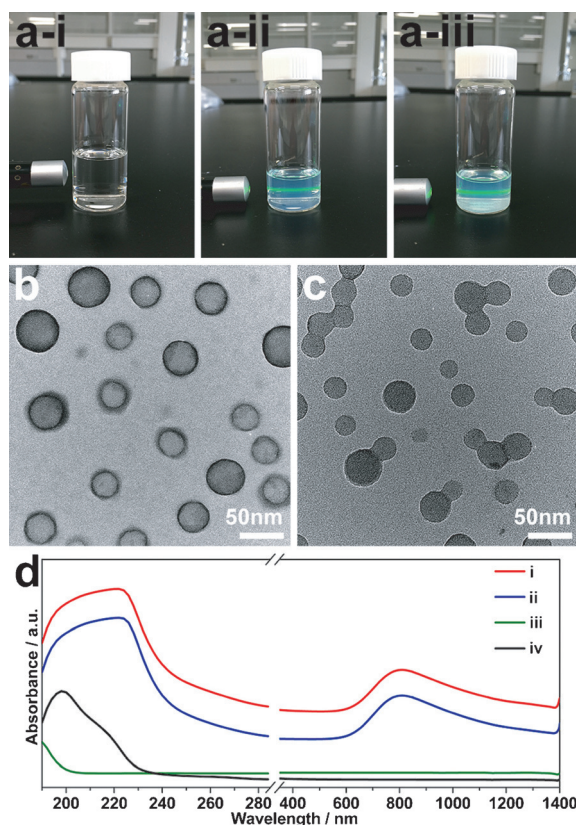 a-i a-ii a-iii
b c
50nm 50nm
d
i
ii
iii
iv
Absorbance / a.u.
200 220 240 260 280 400 600 800 1000 1200 1400
Wavelength / nm